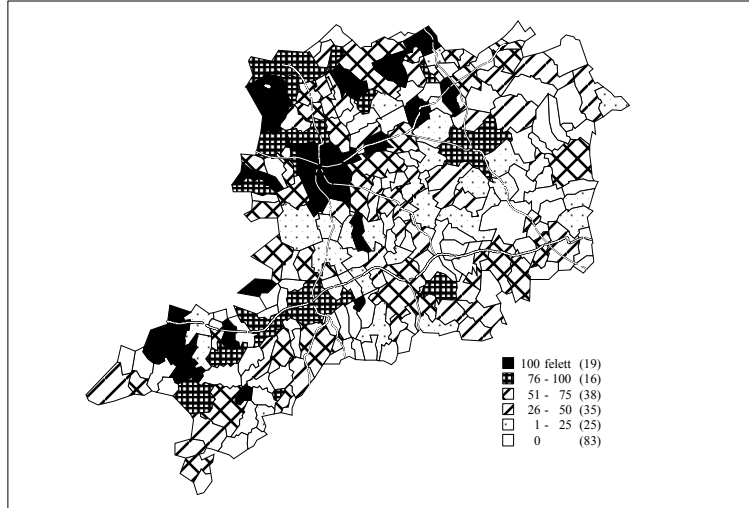 100 felett (19)
76 - 100 (16)
51 - 75 (38)
26 - 50 (35)
1 - 25 (25)
0 (83)